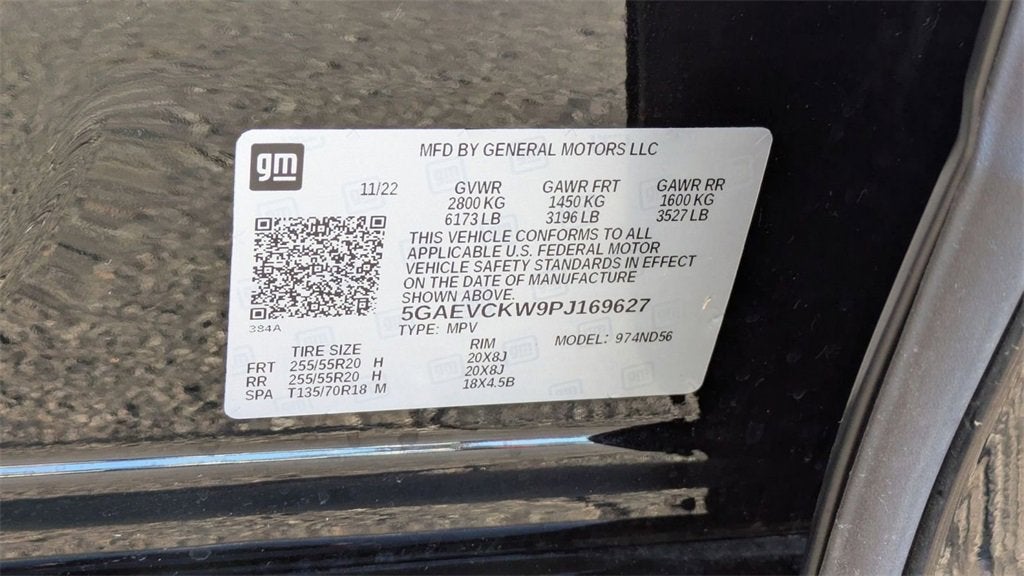 gm
MFD BY GENERAL MOTORS LLC
11/22 GVWR GAWR FRT GAWR RR
2800 KG 1450 KG 1600 KG
6173 LB 3196 LB 3527 LB
THIS VEHICLE CONFORMS TO ALL
APPLICABLE U.S. FEDERAL MOTOR
VEHICLE SAFETY STANDARDS IN EFFECT
ON THE DATE OF MANUFACTURE
SHOWN ABOVE.
5GAEVCKW9PJ169627
384A
TYPE: MPV
MODEL: 974ND56
TIRE SIZE RIM
FRT 255/55R20 H 20X8J
RR 255/55R20 H 20X8J
SPA T135/70R18 M 18X4.5B